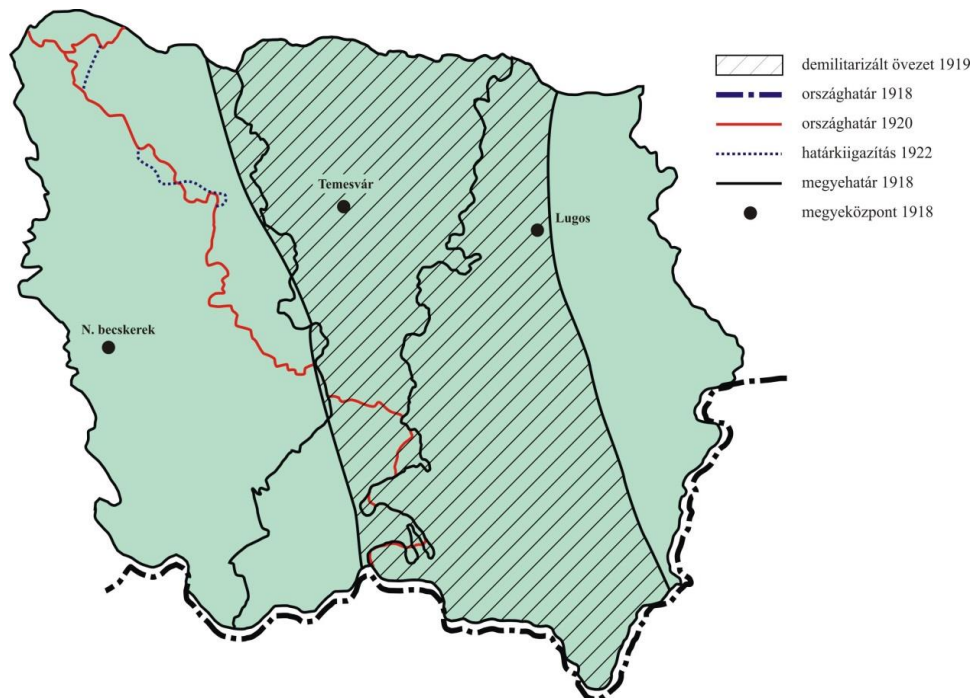 demilitarizált övezet 1919
országhatár 1918
országhatár 1920
határkiigazítás 1922
megyehatár 1918
megyeközpont 1918
Temesvár
Lugos
N. becskerek